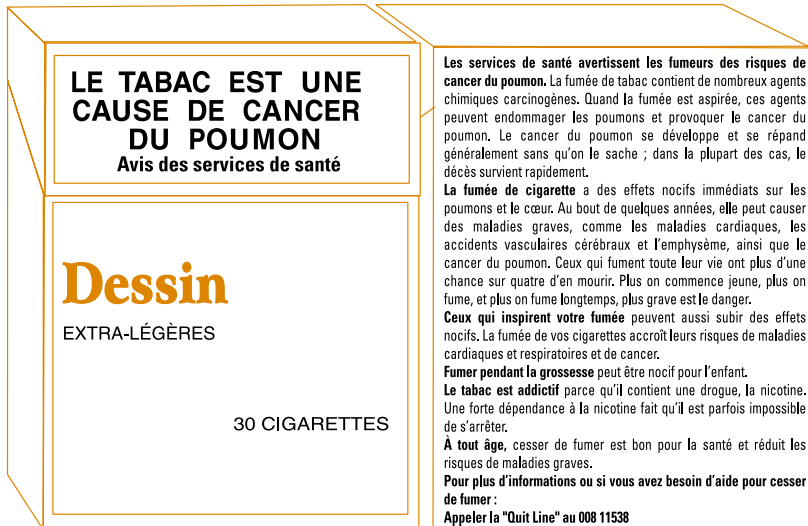 LE TABAC EST UNE
CAUSE DE CANCER
DU POUMON
Avis des services de santé
Dessin
EXTRA-LÉGÈRES
30 CIGARETTES
Les services de santé avertissent les fumeurs des risques de
cancer du poumon. La fumée de tabac contient de nombreux agents
chimiques carcinogènes. Quand la fumée est aspirée, ces agents
peuvent endommager les poumons et provoquer le cancer du
poumon. Le cancer du poumon se développe et se répand
généralement sans qu'on le sache ; dans la plupart des cas, le
décès survient rapidement.
La fumée de cigarette a des effets nocifs immédiats sur les
poumons et le cœur. Au bout de quelques années, elle peut causer
des maladies graves, comme les maladies cardiaques, les
accidents vasculaires cérébraux et l'emphysème, ainsi que le
cancer du poumon. Ceux qui fument toute leur vie ont plus d'une
chance sur quatre d'en mourir. Plus on commence jeune, plus on
fume, et plus on fume longtemps, plus grave est le danger.
Ceux qui inspirent votre fumée peuvent aussi subir des effets
nocifs. La fumée de vos cigarettes accroît leurs risques de maladies
cardiaques et respiratoires et de cancer.
Fumer pendant la grossesse peut être nocif pour l'enfant.
Le tabac est addictif parce qu'il contient une drogue, la nicotine.
Une forte dépendance à la nicotine fait qu'il est parfois impossible
de s'arrêter.
À tout âge, cesser de fumer est bon pour la santé et réduit les
risques de maladies graves.
Pour plus d'informations ou si vous avez besoin d'aide pour cesser
de fumer :
Appeler la "Quit Line" au 008 11538